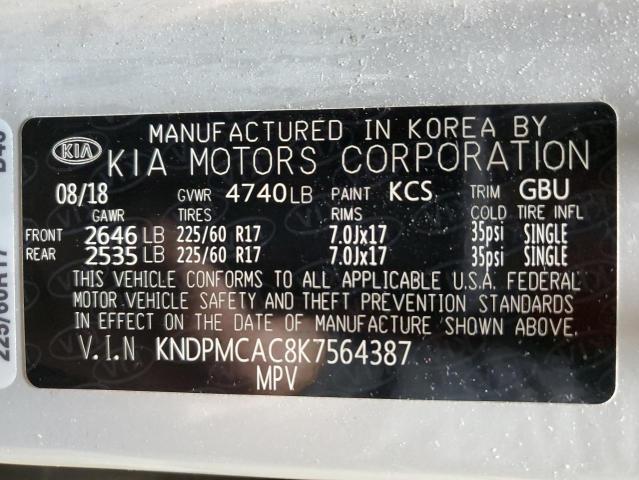 MANUFACTURED IN KOREA BY
KIA KIA MOTORS CORPORATION
08/18 GVWR 4740LB PAINT KCS TRIM GBU
GAWR TIRES RIMS COLD TIRE INFL
FRONT 2646 LB 225/60 R17 7.0Jx17 35psi SINGLE
REAR 2535 LB 225/60 R17 7.0Jx17 35psi SINGLE
THIS VEHICLE CONFORMS TO ALL APPLICABLE U.S.A. FEDERAL
MOTOR VEHICLE SAFETY AND THEFT PREVENTION STANDARDS
IN EFFECT ON THE DATE OF MANUFACTURE SHOWN ABOVE.
V.I.N KNDPMCAC8K7564387
MPV
225/60R17